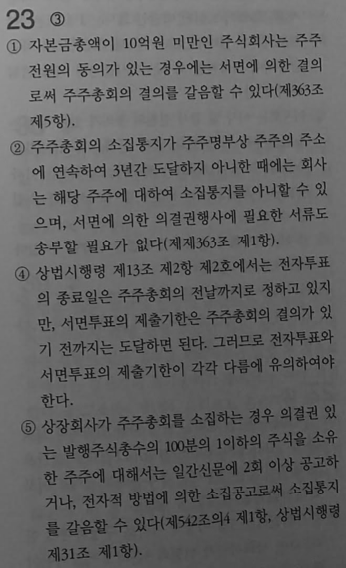 23 ③
① 자본금총액이 10억원 미만인 주식회사는 주주
전원의 동의가 있는 경우에는 서면에 의한 결의
로써 주주총회의 결의를 갈음할 수 있다(제363조
제5항).
② 주주총회의 소집통지가 주주명부상 주주의 주소
에 연속하여 3년간 도달하지 아니한 때에는 회사
는 해당 주주에 대하여 소집통지를 아니할 수 있
으며, 서면에 의한 의결권행사에 필요한 서류도
송부할 필요가 없다(제제363조 제1항).
④ 상법시행령 제13조 제2항 제2호에서는 전자투표
의 종료일은 주주총회의 전날까지로 정하고 있지
만, 서면투표의 제출기한은 주주총회의 결의가 있
기 전까지는 도달하면 된다. 그러므로 전자투표와
서면투표의 제출기한이 각각 다름에 유의하여야
한다.
⑤ 상장회사가 주주총회를 소집하는 경우 의결권 있
는 발행주식총수의 100분의 1이하의 주식을 소유
한 주주에 대해서는 일간신문에 2회 이상 공고하
거나, 전자적 방법에 의한 소집공고로써 소집통지
를 갈음할 수 있다(제542조의4 제1항, 상법시행령
제31조 제1항).